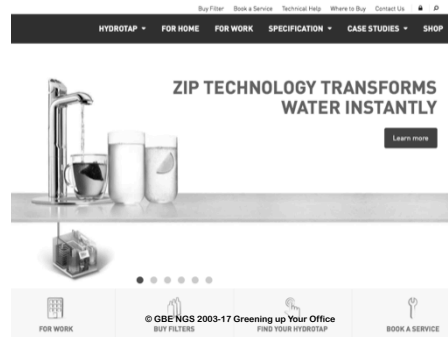 Buy Filter Book a Service Technical Help Where to Buy Contact Us
HYDROTAP FOR HOME FOR WORK SPECIFICATION CASE STUDIES SHOP
ZIP TECHNOLOGY TRANSFORMS
WATER INSTANTLY
Learn more
© GBE NGS 2003-17 Greening up Your Office
FOR WORK BUY FILTERS FIND YOUR HYDROTAP BOOK A SERVICE